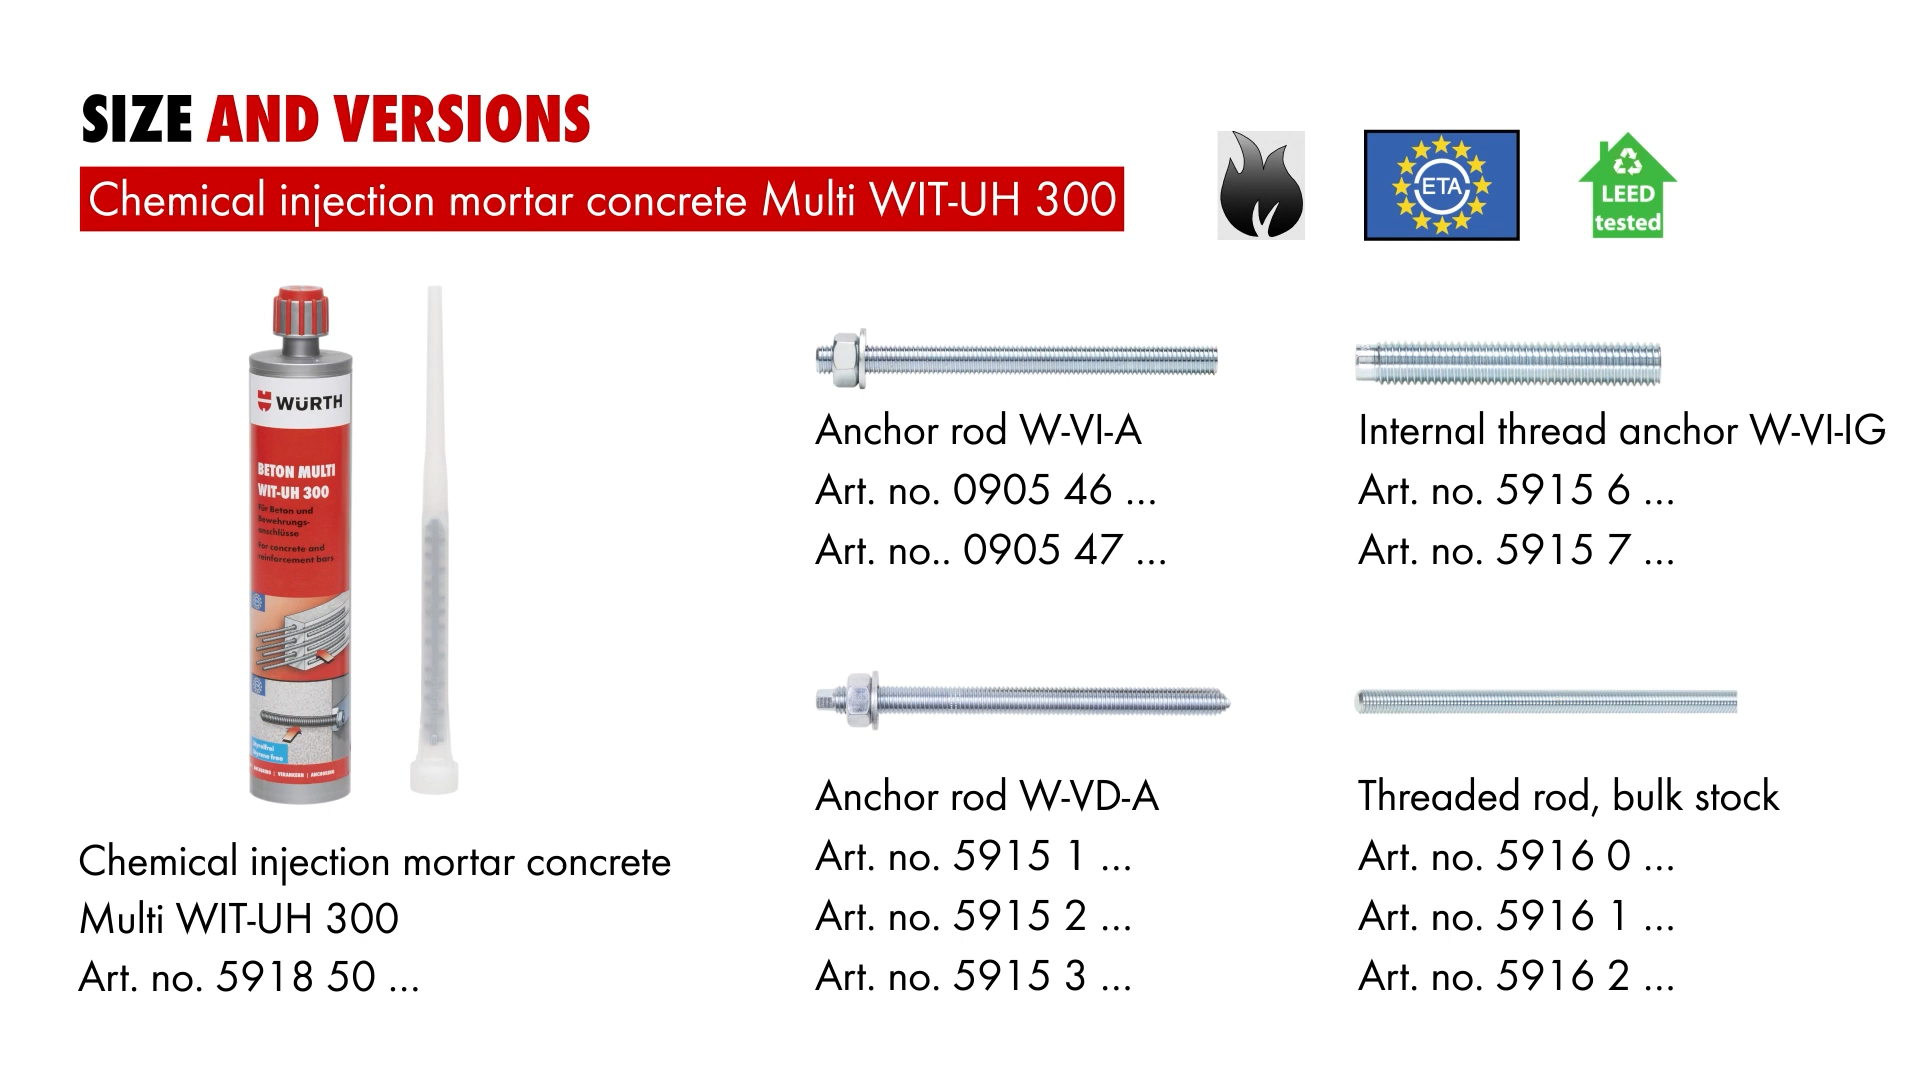 SIZE AND VERSIONS
Chemical injection mortar concrete Multi WIT-UH 300
ETA
LEED
tested
WÜRTH
BETON MULTI
WIT-UH 300
Für Beton und
Bewehrungs-
anschlüsse
For concrete and
reinforcement bars
Styrolfrei
Styrene-free
| VERANKERN | ANCHORING
Chemical injection mortar concrete
Multi WIT-UH 300
Art. no. 5918 50 ...
Anchor rod W-VI-A
Art. no. 0905 46 ...
Art. no.. 0905 47 ...
Internal thread anchor W-VI-IG
Art. no. 5915 6 ...
Art. no. 5915 7 ...
Anchor rod W-VD-A
Art. no. 5915 1 ...
Art. no. 5915 2 ...
Art. no. 5915 3 ...
Threaded rod, bulk stock
Art. no. 5916 0 ...
Art. no. 5916 1 ...
Art. no. 5916 2 ...